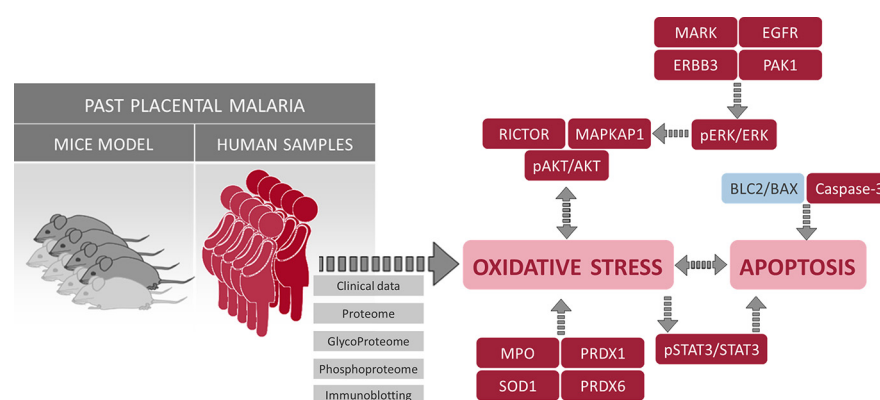 PAST PLACENTAL MALARIA
MICE MODEL
HUMAN SAMPLES
Clinical data
Proteome
GlycoProteome
Phosphoproteome
Immunoblotting
MARK
EGFR
ERBB3
PAK1
RICTOR
MAPKAP1
pERK/ERK
pAKT/AKT
BLC2/BAX
Caspase-3
OXIDATIVE STRESS
APOPTOSIS
MPO
PRDX1
pSTAT3/STAT3
SOD1
PRDX6